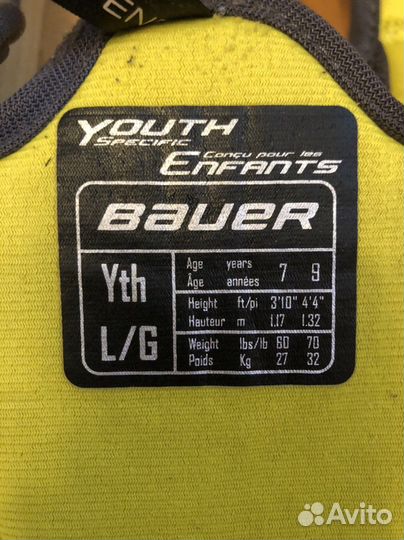 EN
YOUTH
SPECIFIC
Conçu pour les
ENFANTS
BAUER
Yth
L/G
Age years 7 9
Âge années
Height ft/pi 3'10" 4'4"
Hauteur m 1.17 1.32
Weight lbs/lb 60 70
Poids Kg 27 32
Avito